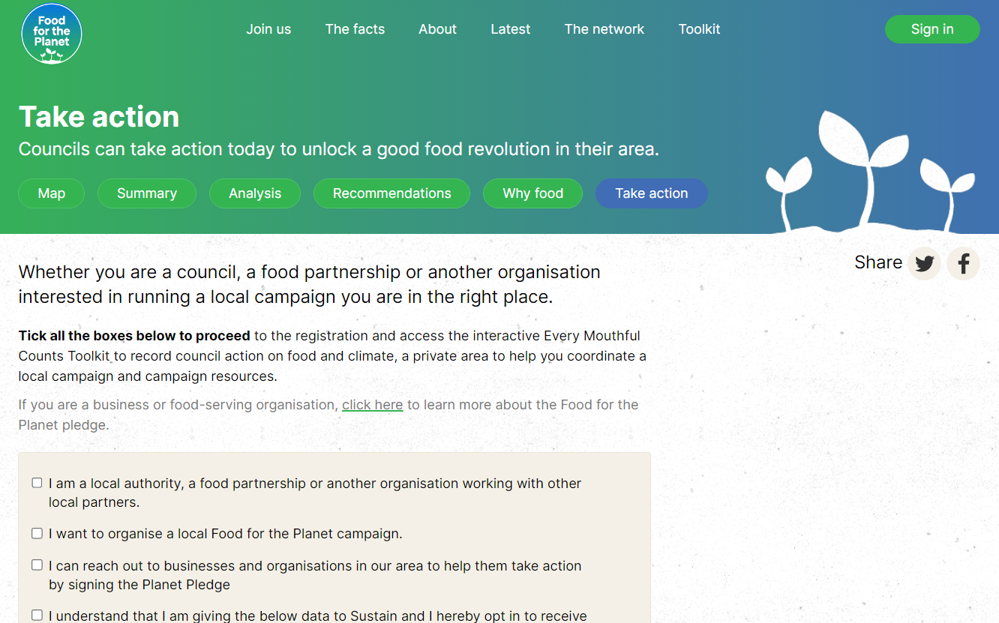 Food
for the
Planet
Join us
The facts
About
Latest
The network
Toolkit
Sign in
Take action
Councils can take action today to unlock a good food revolution in their area.
Map
Summary
Analysis
Recommendations
Why food
Take action
Share
Whether you are a council, a food partnership or another organisation
interested in running a local campaign you are in the right place.
Tick all the boxes below to proceed to the registration and access the interactive Every Mouthful
Counts Toolkit to record council action on food and climate, a private area to help you coordinate a
local campaign and campaign resources.
If you are a business or food-serving organisation, click here to learn more about the Food for the
Planet pledge.
I am a local authority, a food partnership or another organisation working with other
local partners.
I want to organise a local Food for the Planet campaign.
I can reach out to businesses and organisations in our area to help them take action
by signing the Planet Pledge
I understand that I am giving the below data to Sustain and I hereby opt in to receive